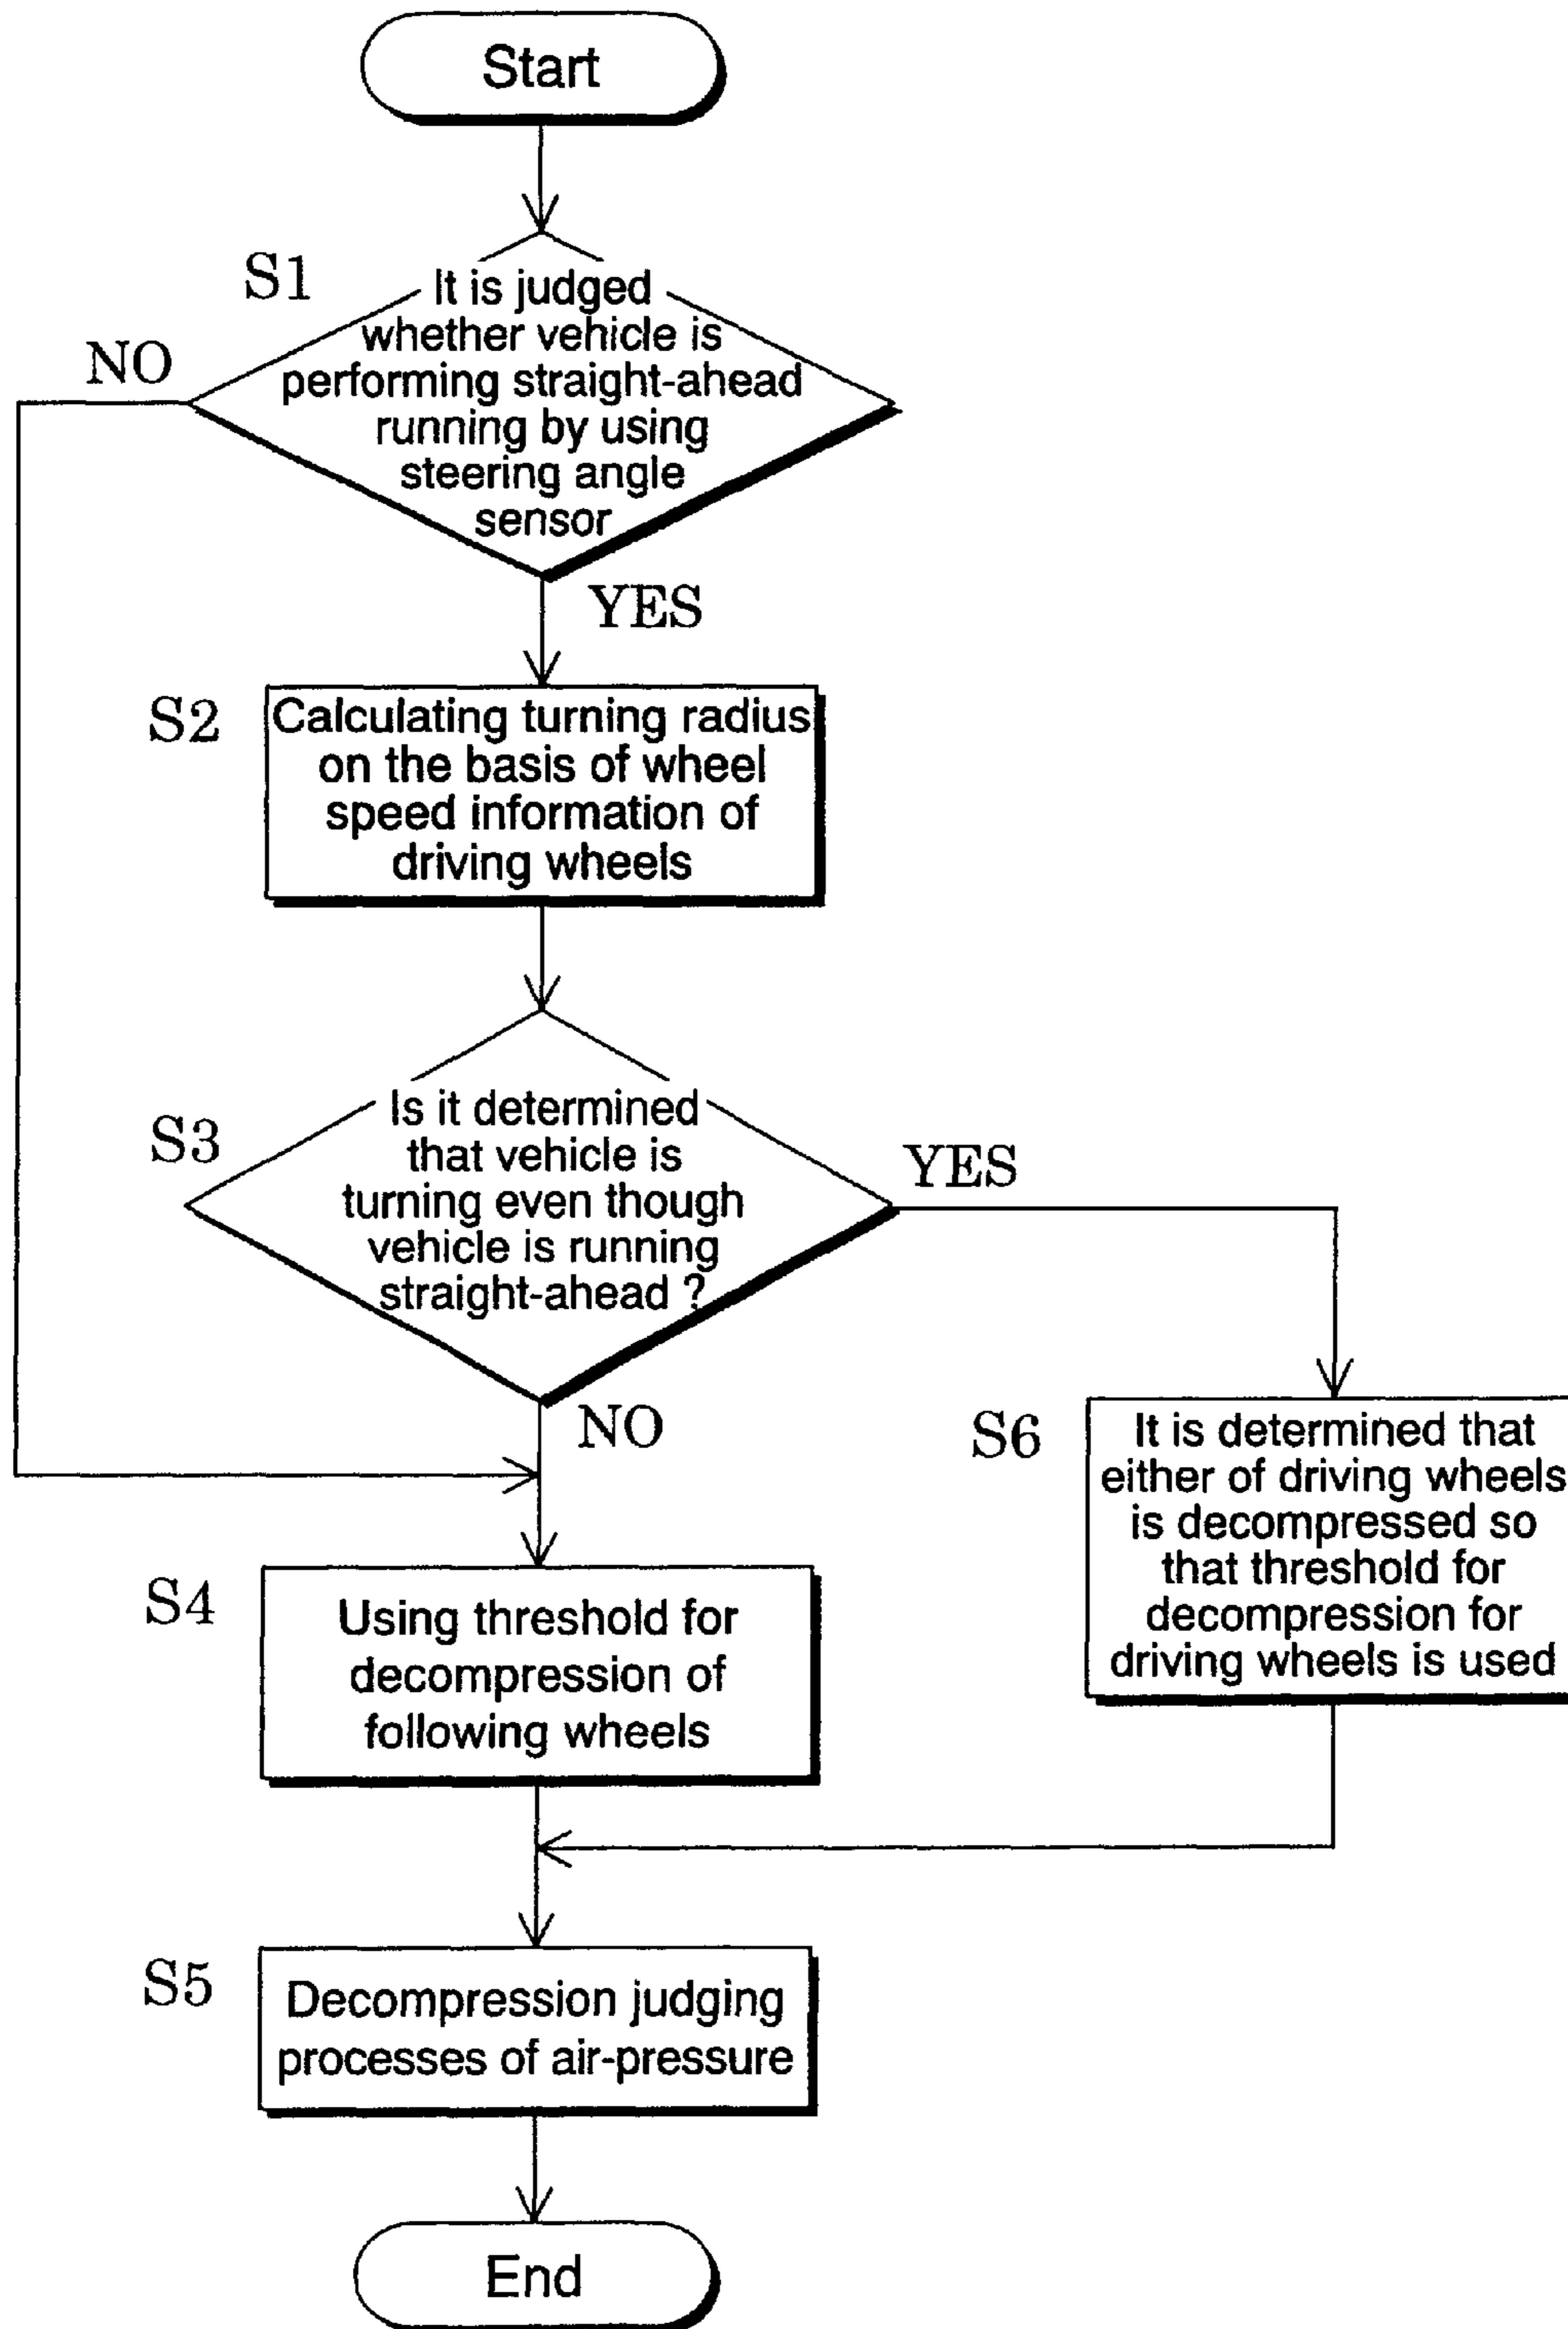 Start
S1
It is judged
whether vehicle is
performing straight-ahead
running by using
steering angle
sensor
NO
YES
S2
Calculating turning radius
on the basis of wheel
speed information of
driving wheels
S3
Is it determined
that vehicle is
turning even though
vehicle is running
straight-ahead ?
YES
NO
S6
It is determined that
either of driving wheels
is decompressed so
that threshold for
decompression for
driving wheels is used
S4
Using threshold for
decompression of
following wheels
S5
Decompression judging
processes of air-pressure
End